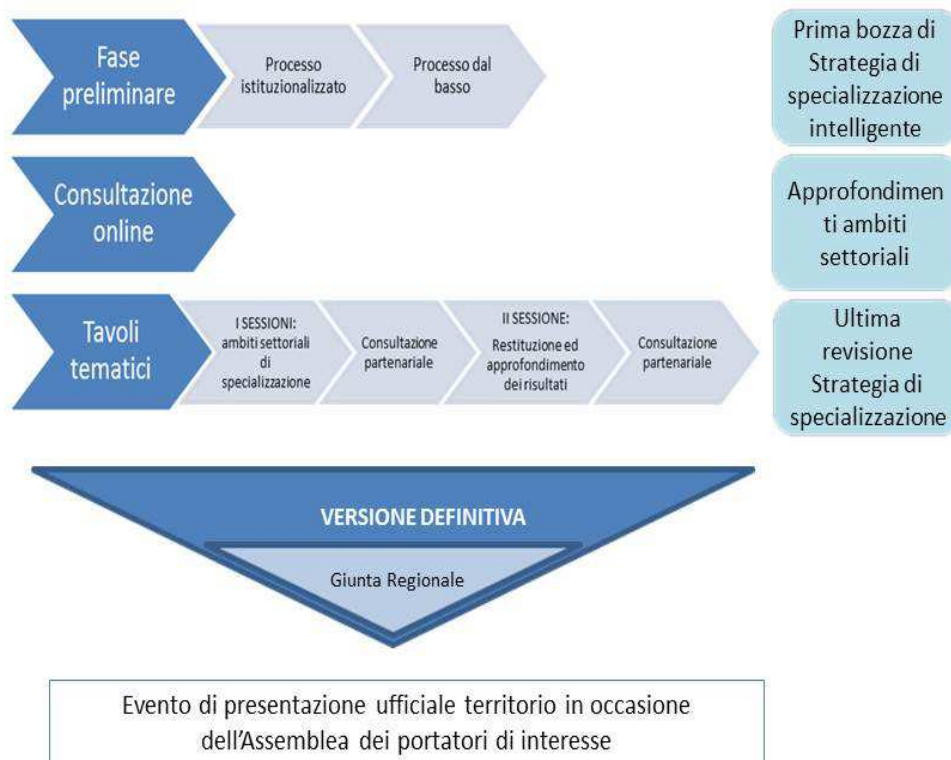 Fase
preliminare
Processo
istituzionalizzato
Processo dal
basso
Prima bozza di
Strategia di
specializzazione
intelligente
Consultazione
online
Approfondimen
ti ambiti
settoriali
Tavoli
tematici
I SESSIONI:
ambiti settoriali
di
specializzazione
Consultazione
partenariale
II SESSIONE:
Restituzione ed
approfondimento
dei risultati
Consultazione
partenariale
Ultima
revisione
Strategia di
specializzazione
VERSIONE DEFINITIVA
Giunta Regionale
Evento di presentazione ufficiale territorio in occasione
dell'Assemblea dei portatori di interesse